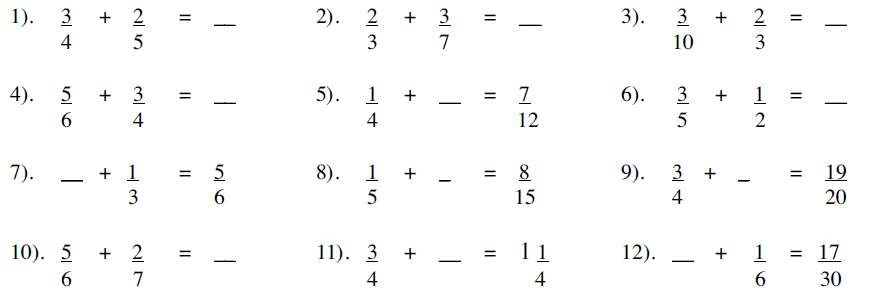 1). 3/4 + 2/5 = __ 2). 2/3 + 3/7 = __ 3). 3/10 + 2/3 = __
4). 5/6 + 3/4 = __ 5). 1/4 + __ = 7/12 6). 3/5 + 1/2 = __
7). __ + 1/3 = 5/6 8). 1/5 + _ = 8/15 9). 3/4 + _ = 19/20
10). 5/6 + 2/7 = __ 11). 3/4 + __ = 1 1/4 12). __ + 1/6 = 17/30